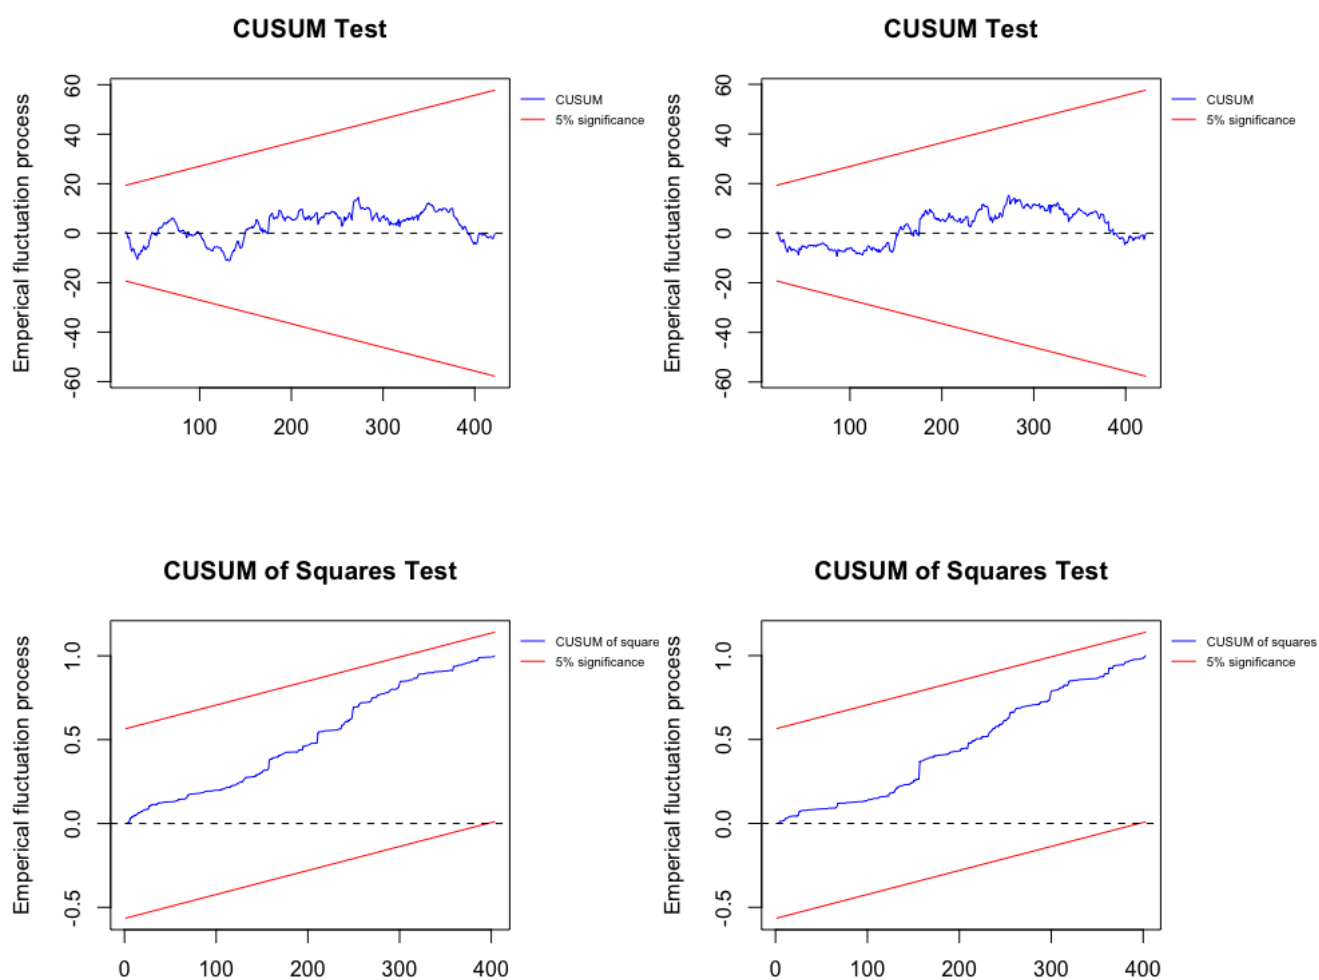 CUSUM Test
Emperical fluctuation process
60
40
20
0
-20
-40
-60
100
200
300
400
CUSUM
5% significance
CUSUM Test
Emperical fluctuation process
60
40
20
0
-20
-40
-60
100
200
300
400
CUSUM
5% significance
CUSUM of Squares Test
Emperical fluctuation process
1.0
0.5
0.0
-0.5
0
100
200
300
400
CUSUM of square
5% significance
CUSUM of Squares Test
Emperical fluctuation process
1.0
0.5
0.0
-0.5
0
100
200
300
400
CUSUM of squares
5% significance